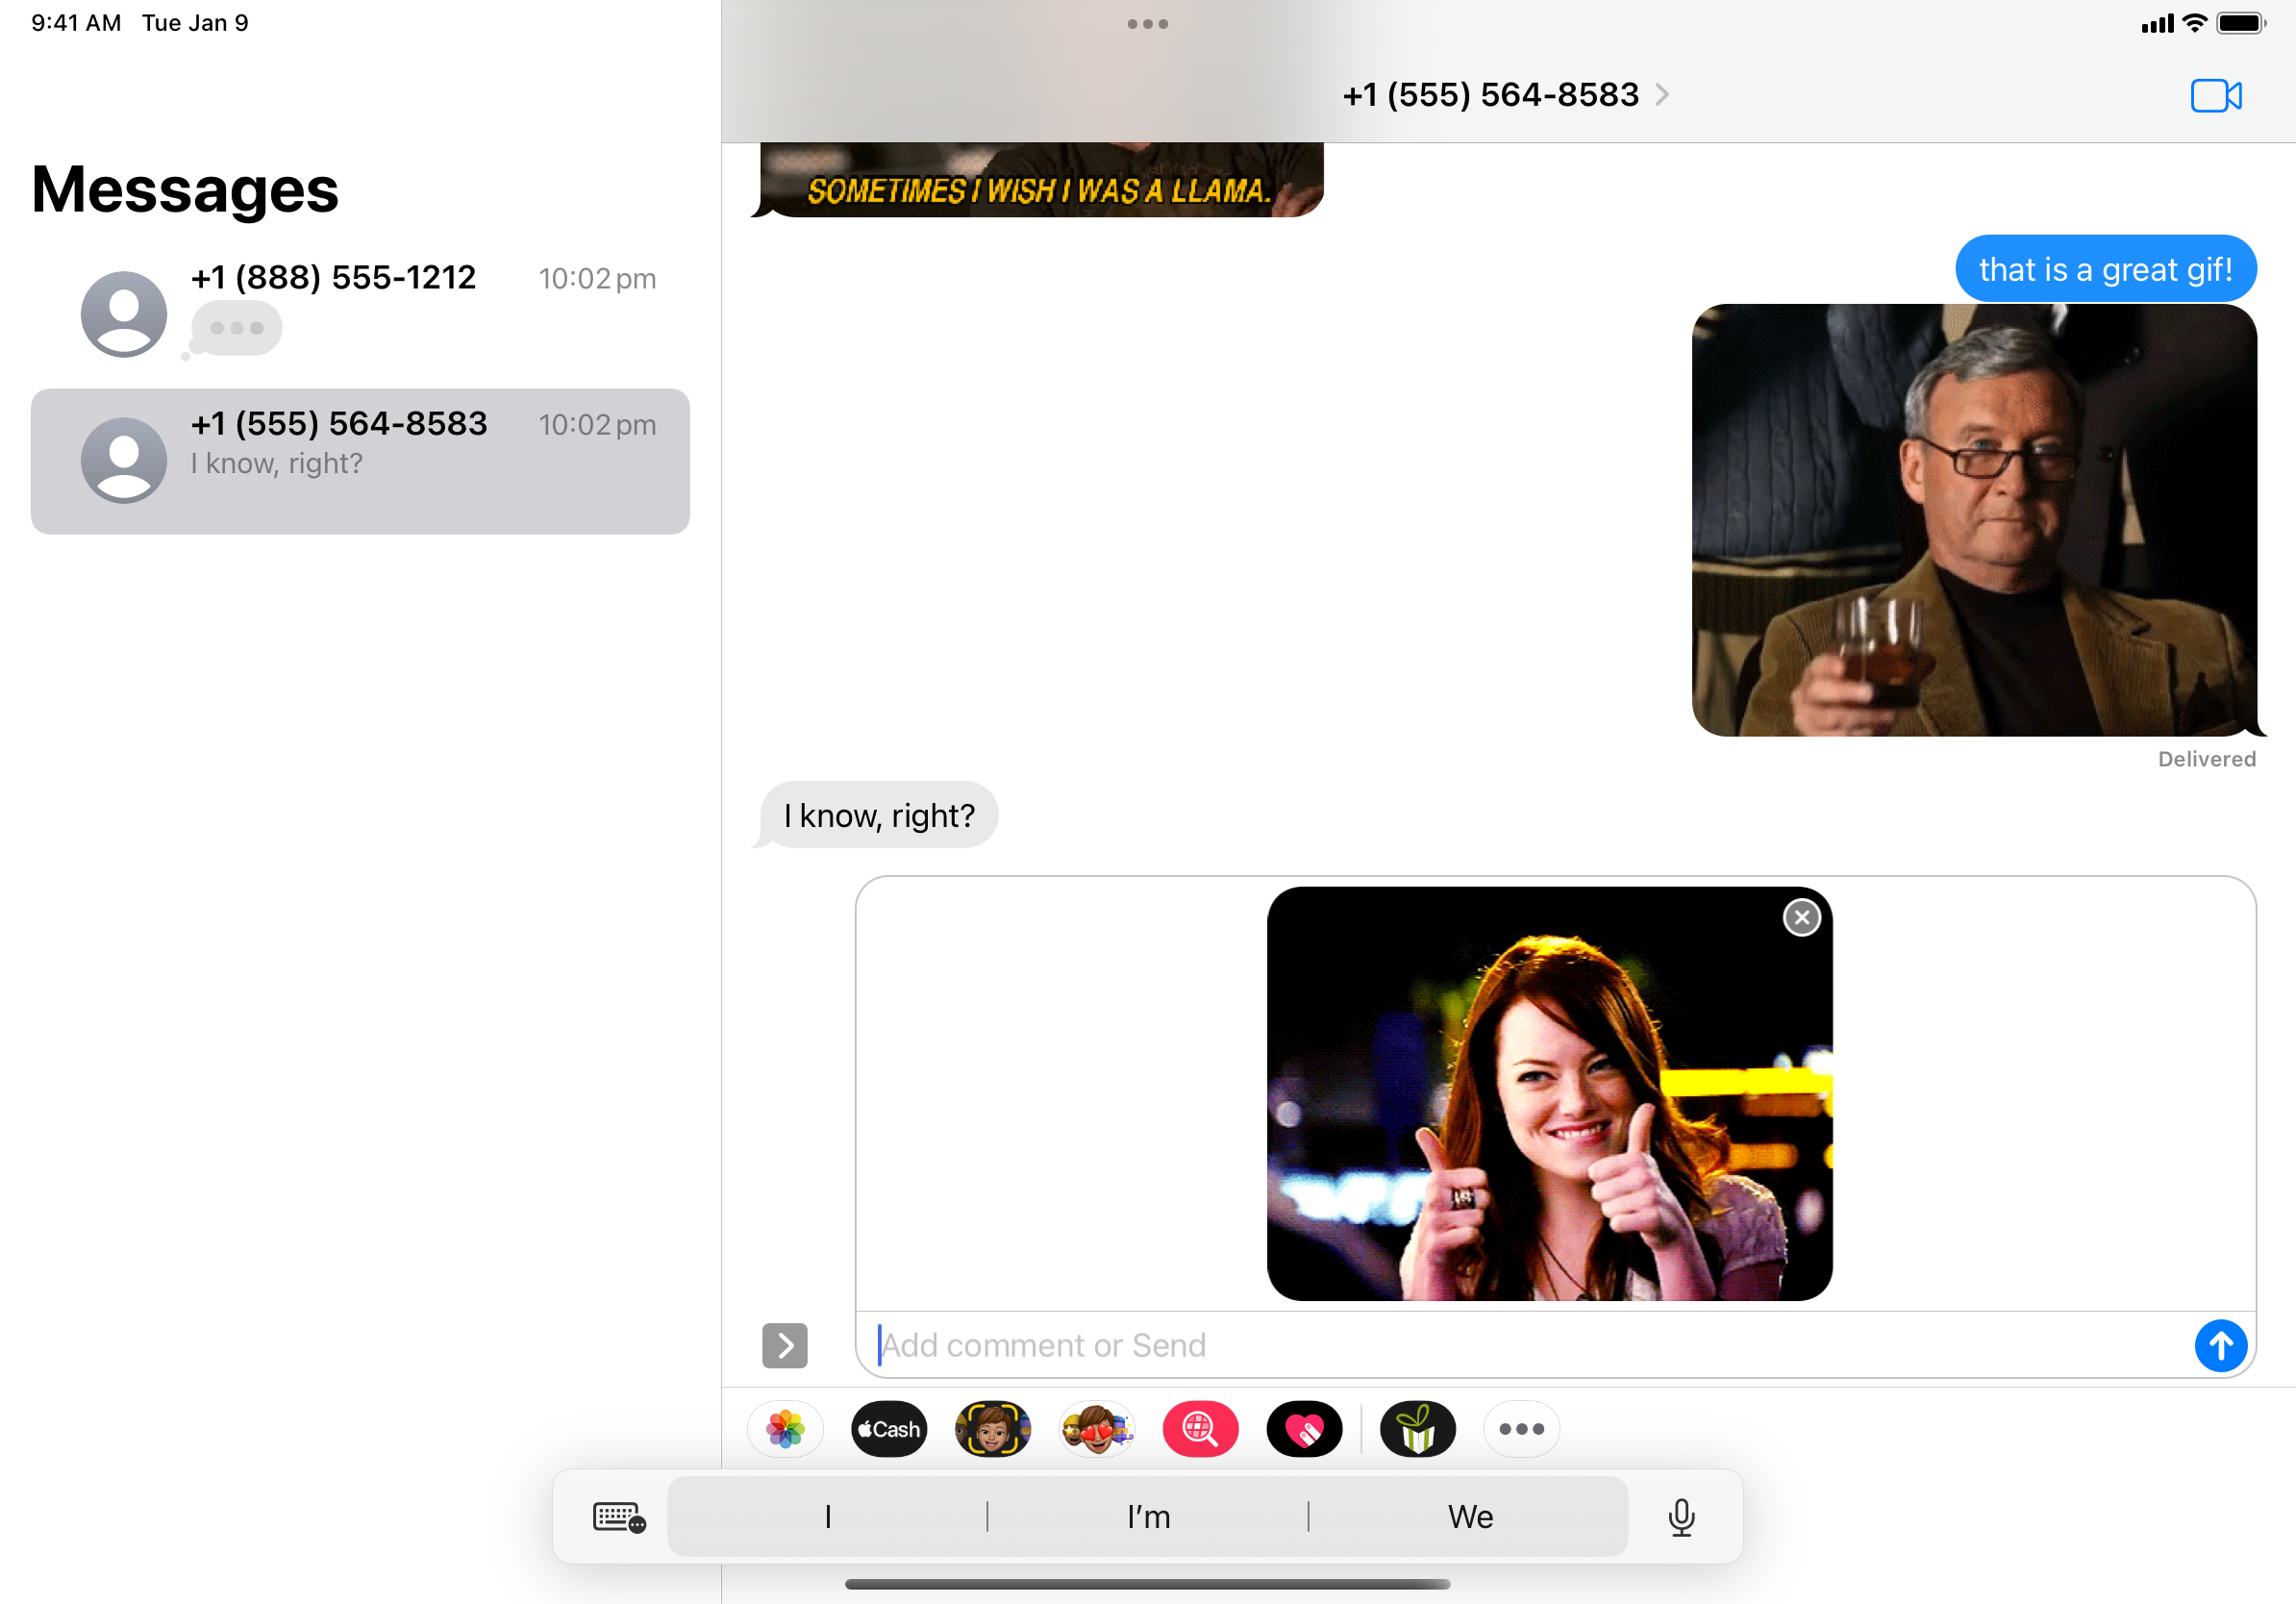 9:41 AM Tue Jan 9
Messages
+1 (888) 555-1212 10:02 pm
+1 (555) 564-8583 10:02 pm
I know, right?
+1 (555) 564-8583
SOMETIMES I WISH I WAS A LLAMA.
that is a great gif!
Delivered
I know, right?
Add comment or Send
Cash
I I’m We